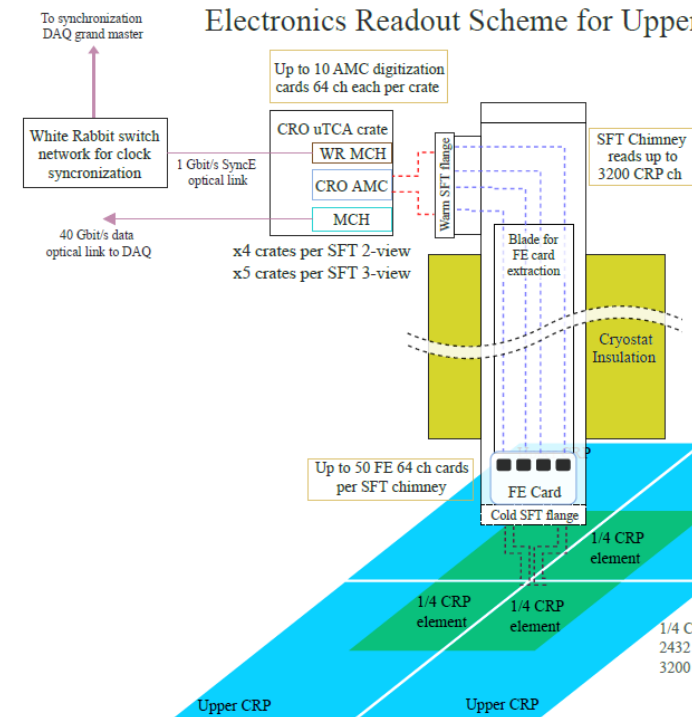 Electronics Readout Scheme for Upper
To synchronization
DAQ grand master
Up to 10 AMC digitization
cards 64 ch each per crate
White Rabbit switch
network for clock
syncronization
1 Gbit/s SyncE
optical link
CRO uTCA crate
WR MCH
CRO AMC
MCH
40 Gbit/s data
optical link to DAQ
x4 crates per SFT 2-view
x5 crates per SFT 3-view
Warm SFT flange
SFT Chimney
reads up to
3200 CRP ch
Blade for
FE card
extraction
Cryostat
Insulation
Up to 50 FE 64 ch cards
per SFT chimney
FE Card
Cold SFT flange
1/4 CRP
element
1/4 CRP
element
1/4 CRP
element
1/4 C
2432
3200
Upper CRP
Upper CRP